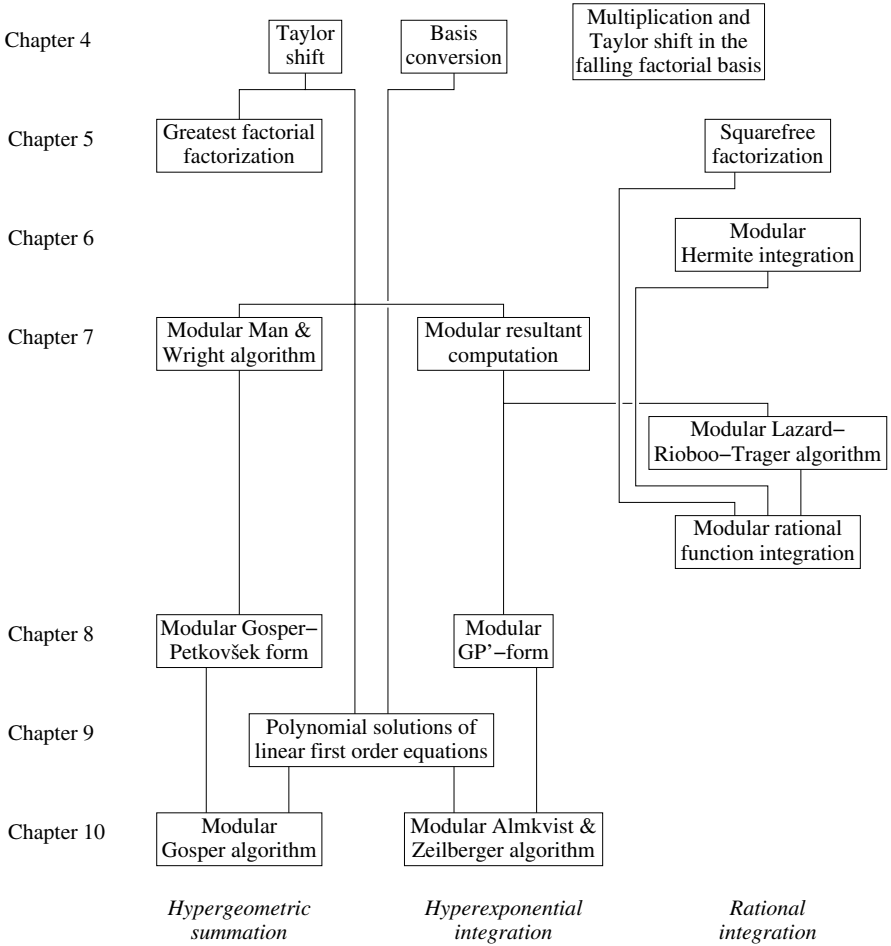 Chapter 4
Taylor
shift
Basis
conversion
Multiplication and
Taylor shift in the
falling factorial basis
Chapter 5
Greatest factorial
factorization
Squarefree
factorization
Chapter 6
Modular
Hermite integration
Chapter 7
Modular Man &
Wright algorithm
Modular resultant
computation
Modular Lazard−
Rioboo−Trager algorithm
Modular rational
function integration
Chapter 8
Modular Gosper−
Petkovšek form
Modular
GP’−form
Chapter 9
Polynomial solutions of
linear first order equations
Chapter 10
Modular
Gosper algorithm
Modular Almkvist &
Zeilberger algorithm
Hypergeometric
summation
Hyperexponential
integration
Rational
integration